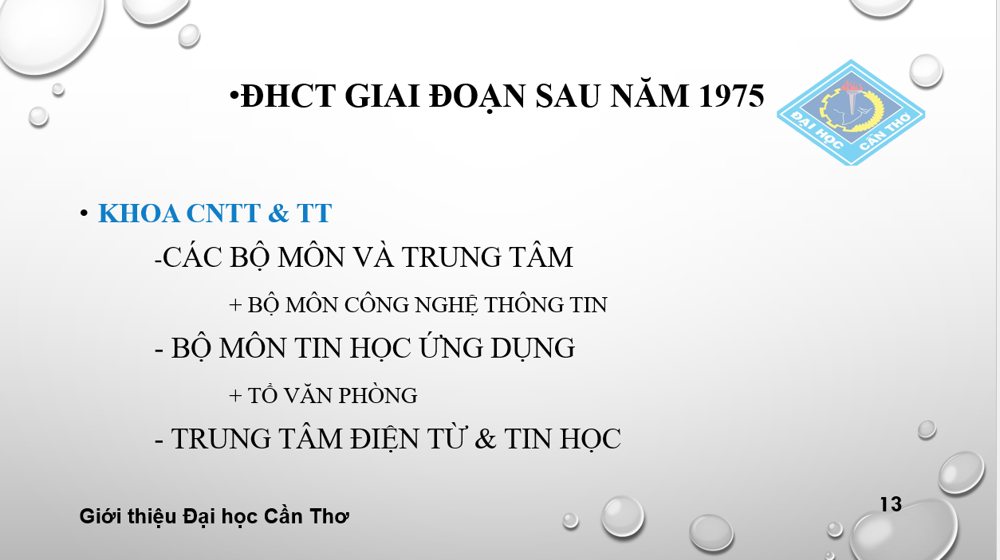 •ĐHCT GIAI ĐOẠN SAU NĂM 1975
ĐẠI HỌC CẦN THƠ
• KHOA CNTT & TT
-CÁC BỘ MÔN VÀ TRUNG TÂM
+ BỘ MÔN CÔNG NGHỆ THÔNG TIN
- BỘ MÔN TIN HỌC ỨNG DỤNG
+ TỔ VĂN PHÒNG
- TRUNG TÂM ĐIỆN TỪ & TIN HỌC
Giới thiệu Đại học Cần Thơ
13